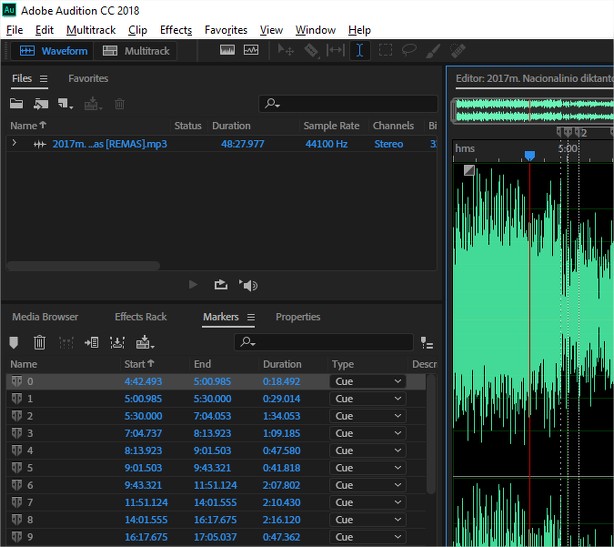 Au Adobe Audition CC 2018
File Edit Multitrack Clip Effects Favorites View Window Help
Waveform Multitrack
Files Favorites
Editor: 2017m. Nacionalinio diktanto
Name Status Duration Sample Rate Channels Bi
2017m. ...as [REMAS].mp3 48:27.977 44100 Hz Stereo 3
2
hms 5:00
Media Browser Effects Rack Markers Properties
Name Start End Duration Type Descr
0 4:42.493 5:00.985 0:18.492 Cue
1 5:00.985 5:30.000 0:29.014 Cue
2 5:30.000 7:04.053 1:34.053 Cue
3 7:04.737 8:13.923 1:09.185 Cue
4 8:13.923 9:01.503 0:47.580 Cue
5 9:01.503 9:43.321 0:41.818 Cue
6 9:43.321 11:51.124 2:07.802 Cue
7 11:51.124 14:01.555 2:10.430 Cue
8 14:01.555 16:17.675 2:16.120 Cue
9 16:17.675 17:05.037 0:47.362 Cue